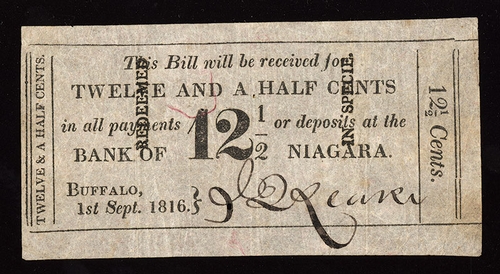 This Bill will be received for
TWELVE AND A HALF CENTS
in all payments 12 1/2 or deposits at the
BANK OF NIAGARA.
BUFFALO,
1st Sept. 1816.
TWELVE & A HALF CENTS.
REDEEMED
IN SPECIE.
12 1/2 Cents.